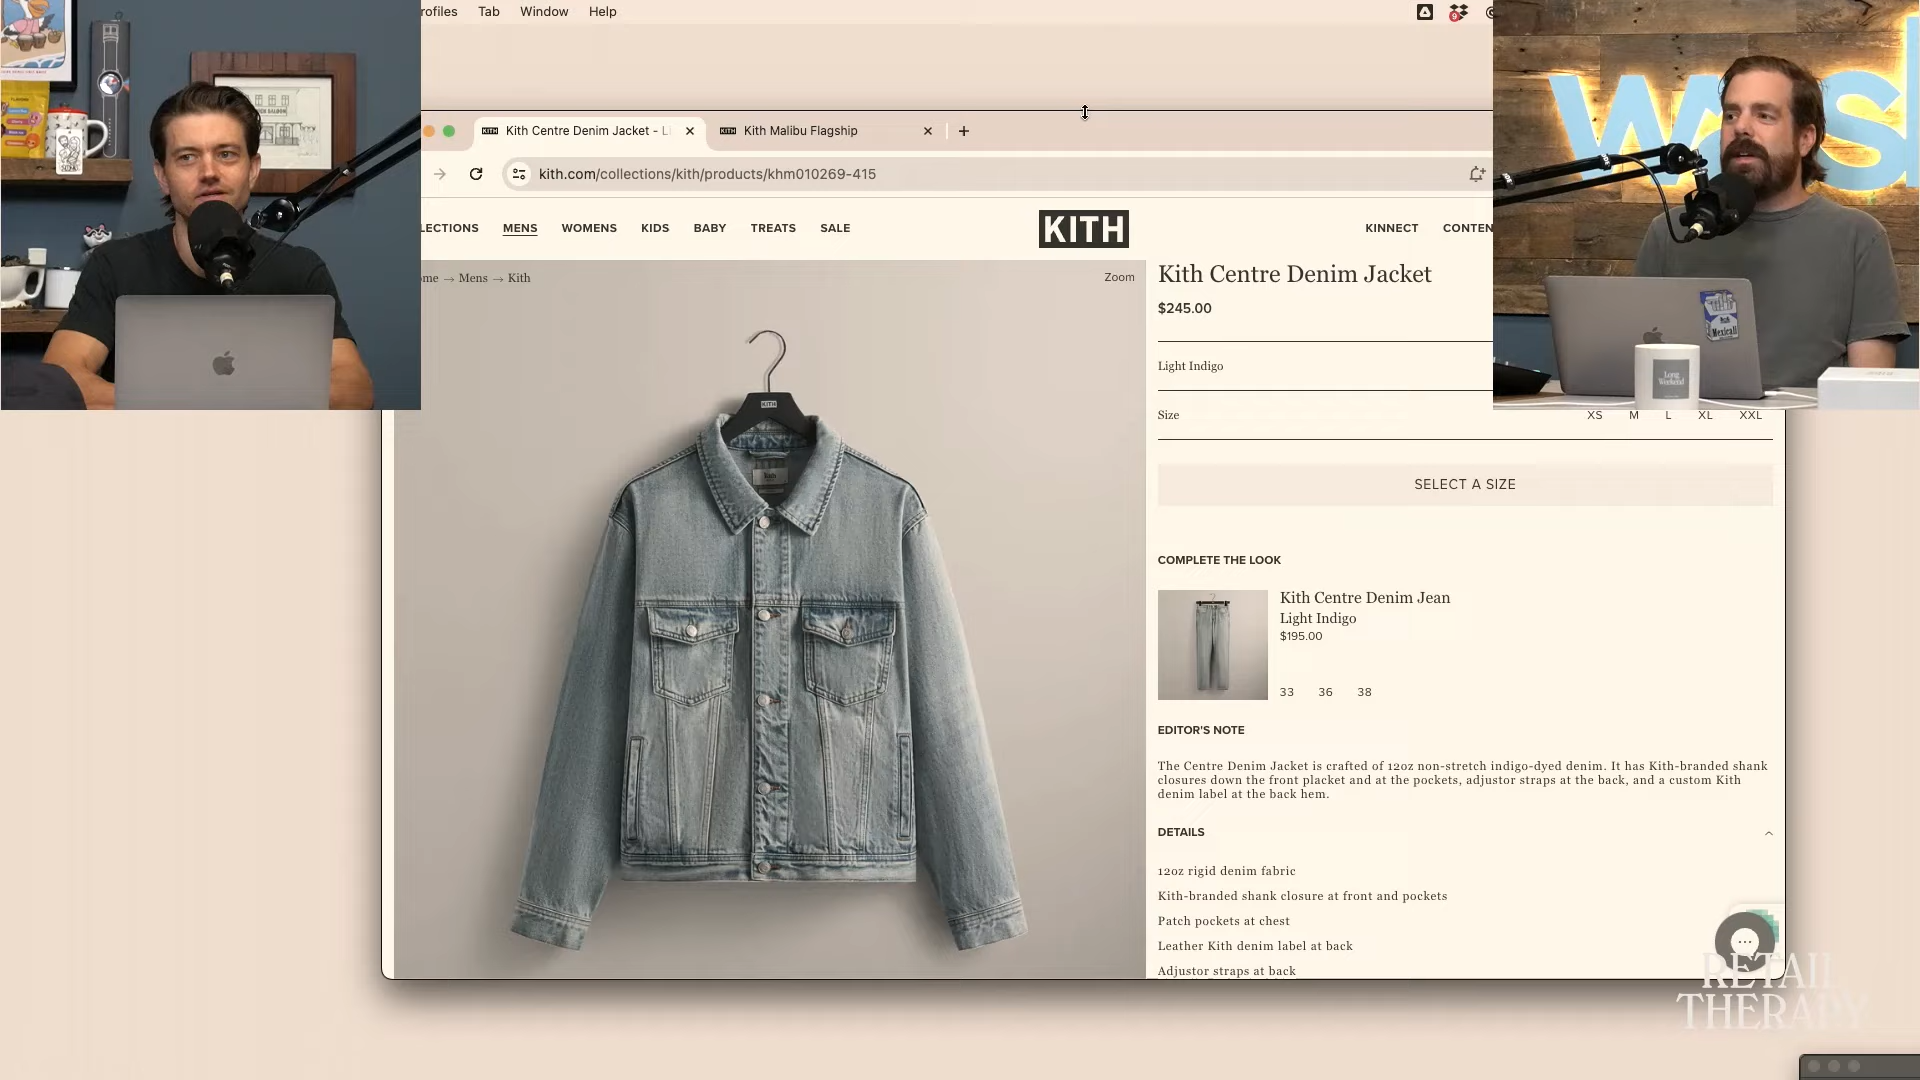 rofiles Tab Window Help
9
Kith Centre Denim Jacket - Li
Kith Malibu Flagship
kith.com/collections/kith/products/khm010269-415
LECTIONS MENS WOMENS KIDS BABY TREATS SALE
KITH
KINNECT CONTEN
ome → Mens → Kith
Zoom
KITH
Kith Centre Denim Jacket
$245.00
Light Indigo
Size XS M L XL XXL
SELECT A SIZE
COMPLETE THE LOOK
Kith Centre Denim Jean
Light Indigo
$195.00
33 36 38
EDITOR'S NOTE
The Centre Denim Jacket is crafted of 12oz non-stretch indigo-dyed denim. It has Kith-branded shank
closures down the front placket and at the pockets, adjustor straps at the back, and a custom Kith
denim label at the back hem.
DETAILS
12oz rigid denim fabric
Kith-branded shank closure at front and pockets
Patch pockets at chest
Leather Kith denim label at back
Adjustor straps at back
was
Mexicali
Long
Weekend
RETAIL
THERAPY